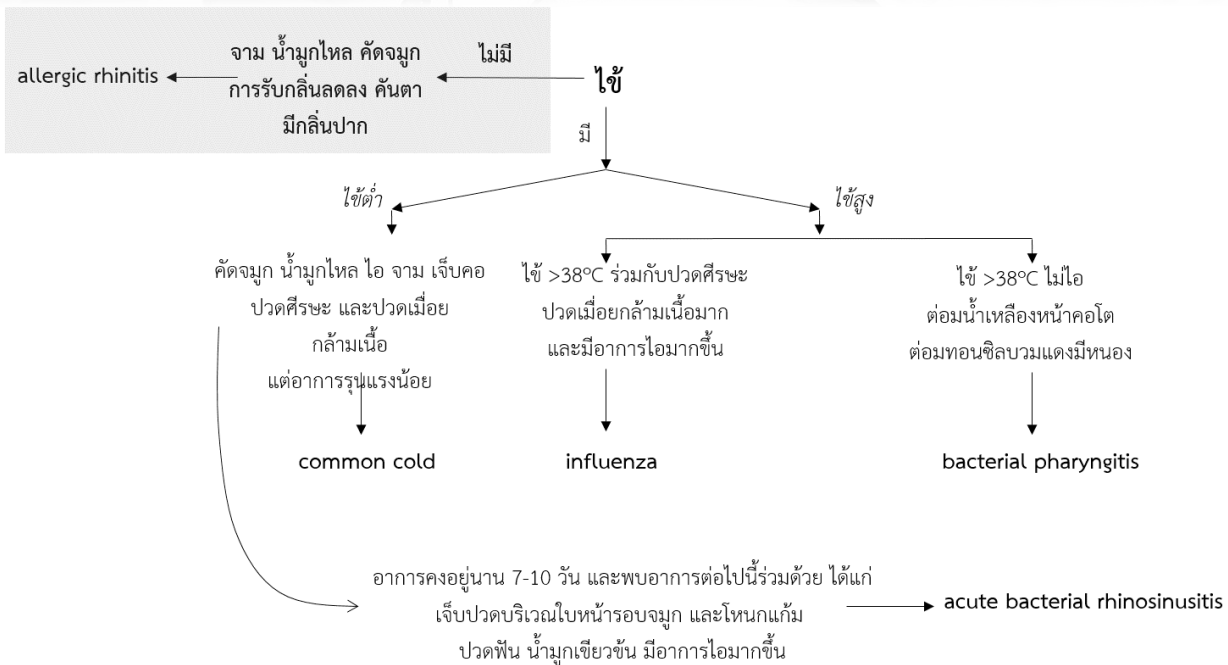 จาม น้ำมูกไหล คัดจมูก
การรับกลิ่นลดลง คันตา
มีกลิ่นปาก
allergic rhinitis
ไม่มี
ไข้
มี
ไข้ต่ำ
ไข้สูง
คัดจมูก น้ำมูกไหล ไอ จาม เจ็บคอ
ปวดศีรษะ และปวดเมื่อย
กล้ามเนื้อ
แต่อาการรุนแรงน้อย
ไข้ >38°C ร่วมกับปวดศีรษะ
ปวดเมื่อยกล้ามเนื้อมาก
และมีอาการไอมากขึ้น
ไข้ >38°C ไม่ไอ
ต่อมน้ำเหลืองหน้าคอโต
ต่อมทอนซิลบวมแดงมีหนอง
common cold
influenza
bacterial pharyngitis
อาการคงอยู่นาน 7-10 วัน และพบอาการต่อไปนี้ร่วมด้วย ได้แก่
เจ็บปวดบริเวณใบหน้ารอบจมูก และโหนกแก้ม
ปวดฟัน น้ำมูกเขียวข้น มีอาการไอมากขึ้น
acute bacterial rhinosinusitis